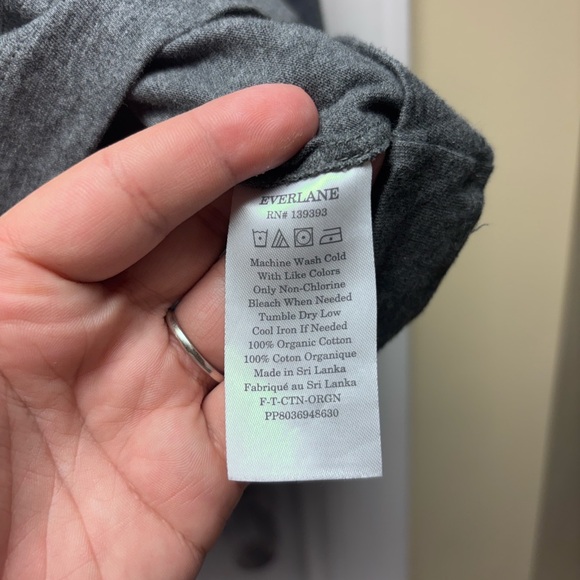 EVERLANE
RN# 139393
Machine Wash Cold
With Like Colors
Only Non-Chlorine
Bleach When Needed
Tumble Dry Low
Cool Iron If Needed
100% Organic Cotton
100% Coton Organique
Made in Sri Lanka
Fabriqué au Sri Lanka
F-T-CTN-ORGN
PP8036948630